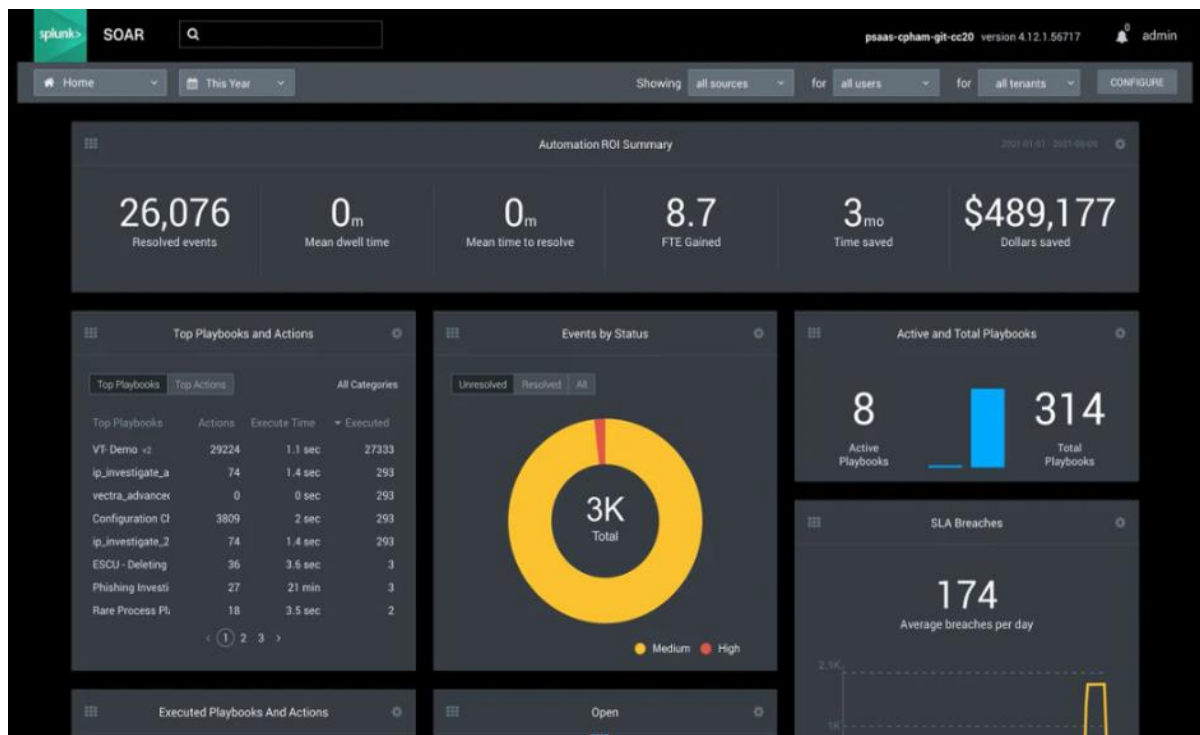 splunk> SOAR
psaas-cpham-git-cc20 version 4.12.1.56717 0 admin
Home This Year Showing all sources for all users for all tenants CONFIGURE
Automation ROI Summary
26,076
Resolved events
0m
Mean dwell time
0m
Mean time to resolve
8.7
FTE Gained
3mo
Time saved
$489,177
Dollars saved
Top Playbooks and Actions
Top Playbooks Top Actions All Categories
Top Playbooks Actions Execute Time Executed
VT- Demo v2 29224 1.1 sec 27333
ip_investigate_a 74 1.4 sec 293
vectra_advanced 0 0 sec 293
Configuration Cl 3809 2 sec 293
ip_investigate_2 74 1.4 sec 293
ESCU - Deleting 36 3.6 sec 3
Phishing Investi 27 21 min 3
Rare Process Pl 18 3.5 sec 2
‹ 1 2 3 ›
Events by Status
Unresolved Resolved All
3K
Total
Medium High
Active and Total Playbooks
8
Active
Playbooks
314
Total
Playbooks
SLA Breaches
174
Average breaches per day
2.1K
1K
Executed Playbooks And Actions
Open